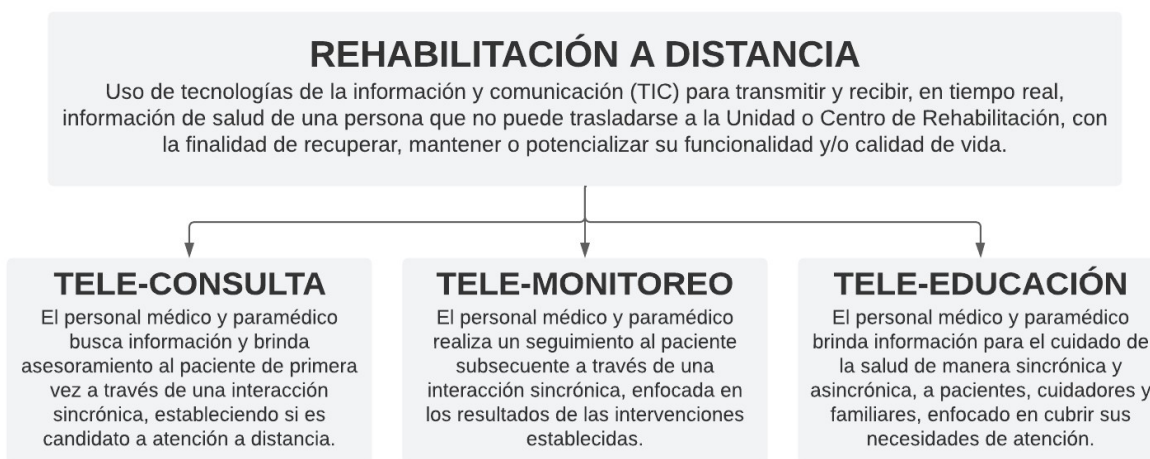 REHABILITACIÓN A DISTANCIA
Uso de tecnologías de la información y comunicación (TIC) para transmitir y recibir, en tiempo real,
información de salud de una persona que no puede trasladarse a la Unidad o Centro de Rehabilitación, con
la finalidad de recuperar, mantener o potencializar su funcionalidad y/o calidad de vida.
TELE-CONSULTA
El personal médico y parimédico
busca información y brinda
asesoramiento al paciente de primera
vez a través de una interacción
sincrónica, estableciendo si es
candidato a atención a distancia.
TELE-MONITOREO
El personal médico y paramédico
realiza un seguimiento al paciente
subsecuente a través de una
interacción sincrónica, enfocada en
los resultados de las intervenciones
establecidas.
TELE-EDUCACIÓN
El personal médico y paramédico
brinda información para el cuidado de
la salud de manera sincrónica y
asincrónica, a pacientes, cuidadores y
familiares, enfocado en cubrir sus
necesidades de atención.